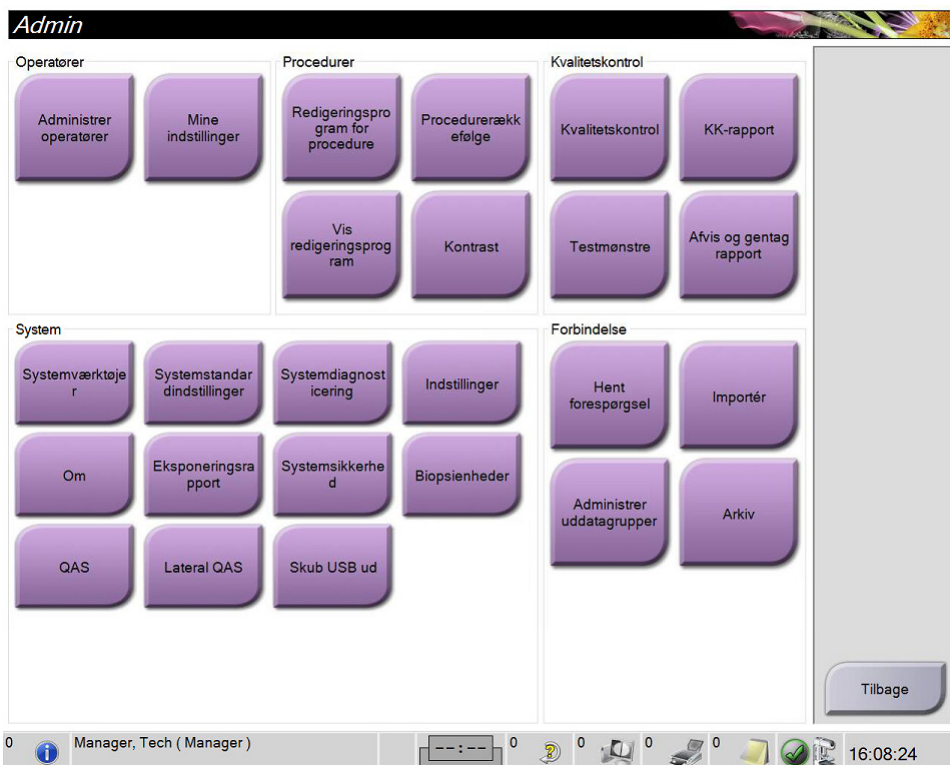 Admin
Operatører
Administrer
operatører
Mine
indstillinger
Procedurer
Redigeringspro
gram for
procedure
Procedurerækk
efølge
Vis
redigeringsprog
ram
Kontrast
Kvalitetskontrol
Kvalitetskontrol
KK-rapport
Testmønstre
Afvis og gentag
rapport
System
Systemværktøje
r
Systemstandar
dindstillinger
Systemdiagnost
icering
Indstillinger
Om
Eksponeringsra
pport
Systemsikkerhe
d
Biopsienheder
QAS
Lateral QAS
Skub USB ud
Forbindelse
Hent
forespørgsel
Importér
Administrer
uddatagrupper
Arkiv
Tilbage
0
Manager, Tech ( Manager )
--:--
0
0
0
0
16:08:24